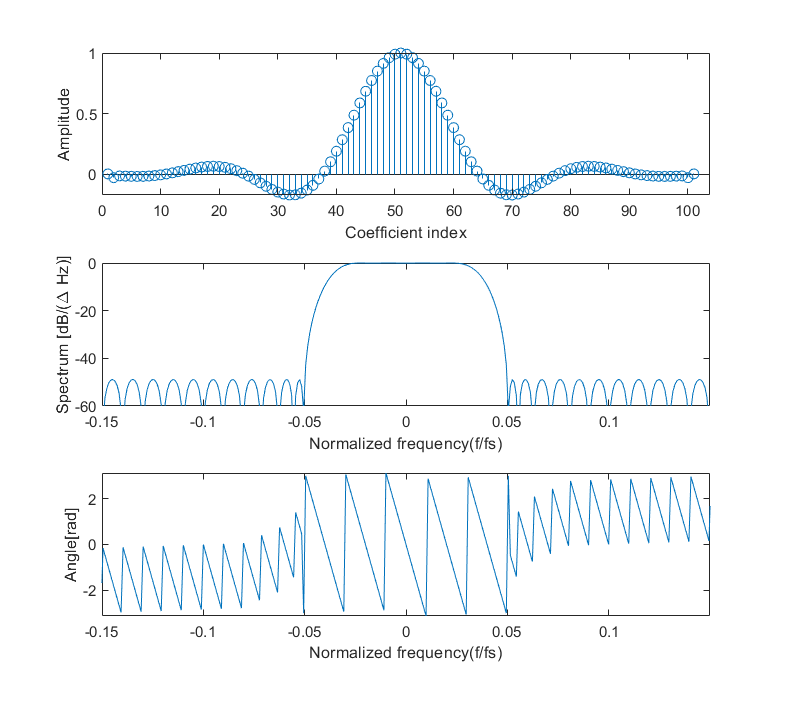 1
0.5
0
Amplitude
0 10 20 30 40 50 60 70 80 90 100
Coefficient index
0
-20
-40
-60
Spectrum [dB/(Δ Hz)]
-0.15 -0.1 -0.05 0 0.05 0.1
Normalized frequency(f/fs)
2
0
-2
Angle[rad]
-0.15 -0.1 -0.05 0 0.05 0.1
Normalized frequency(f/fs)